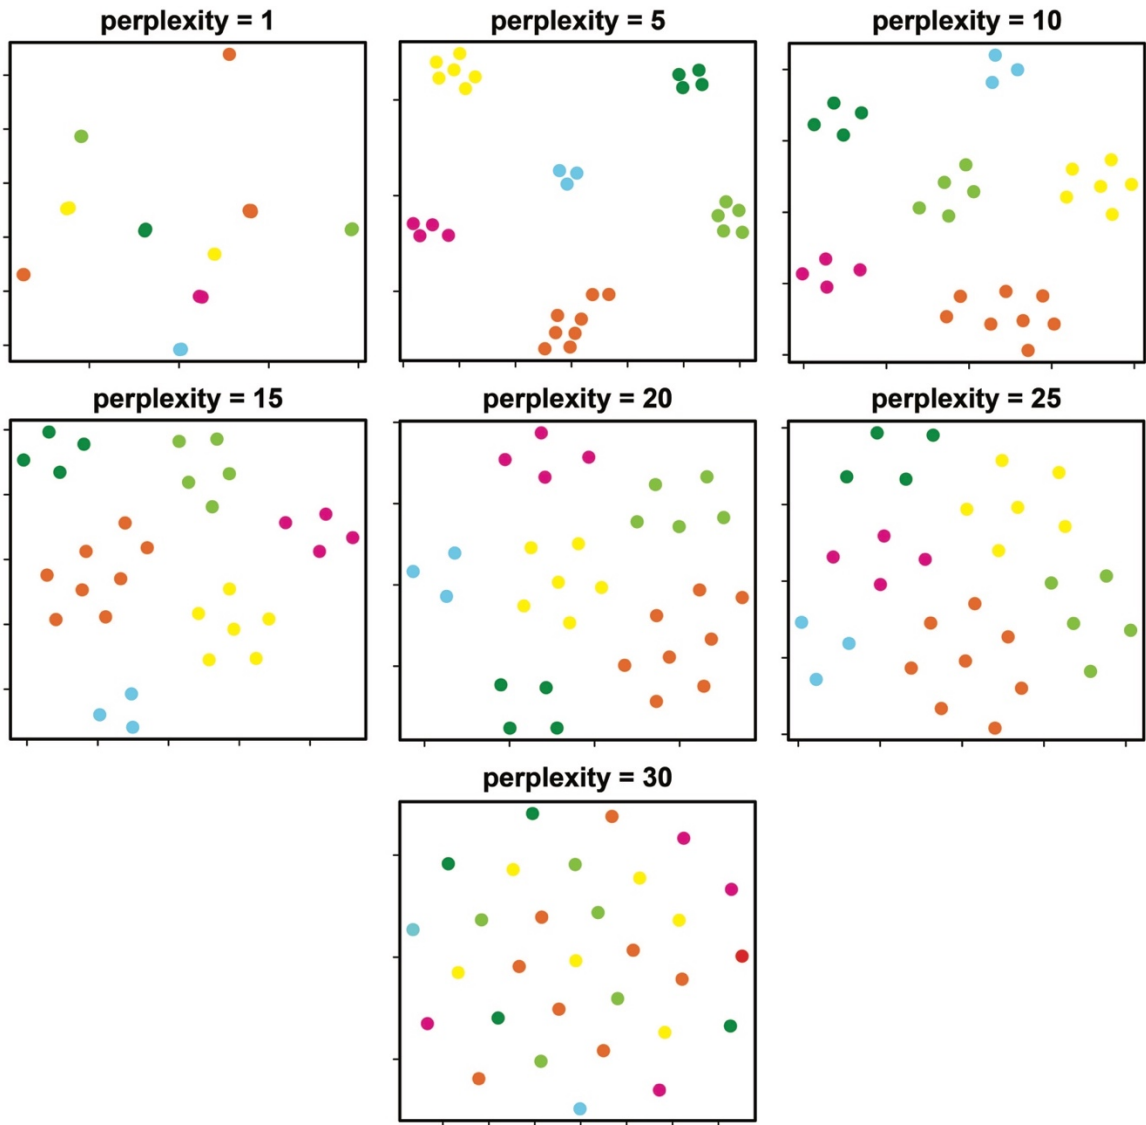 perplexity = 1
perplexity = 5
perplexity = 10
perplexity = 15
perplexity = 20
perplexity = 25
perplexity = 30